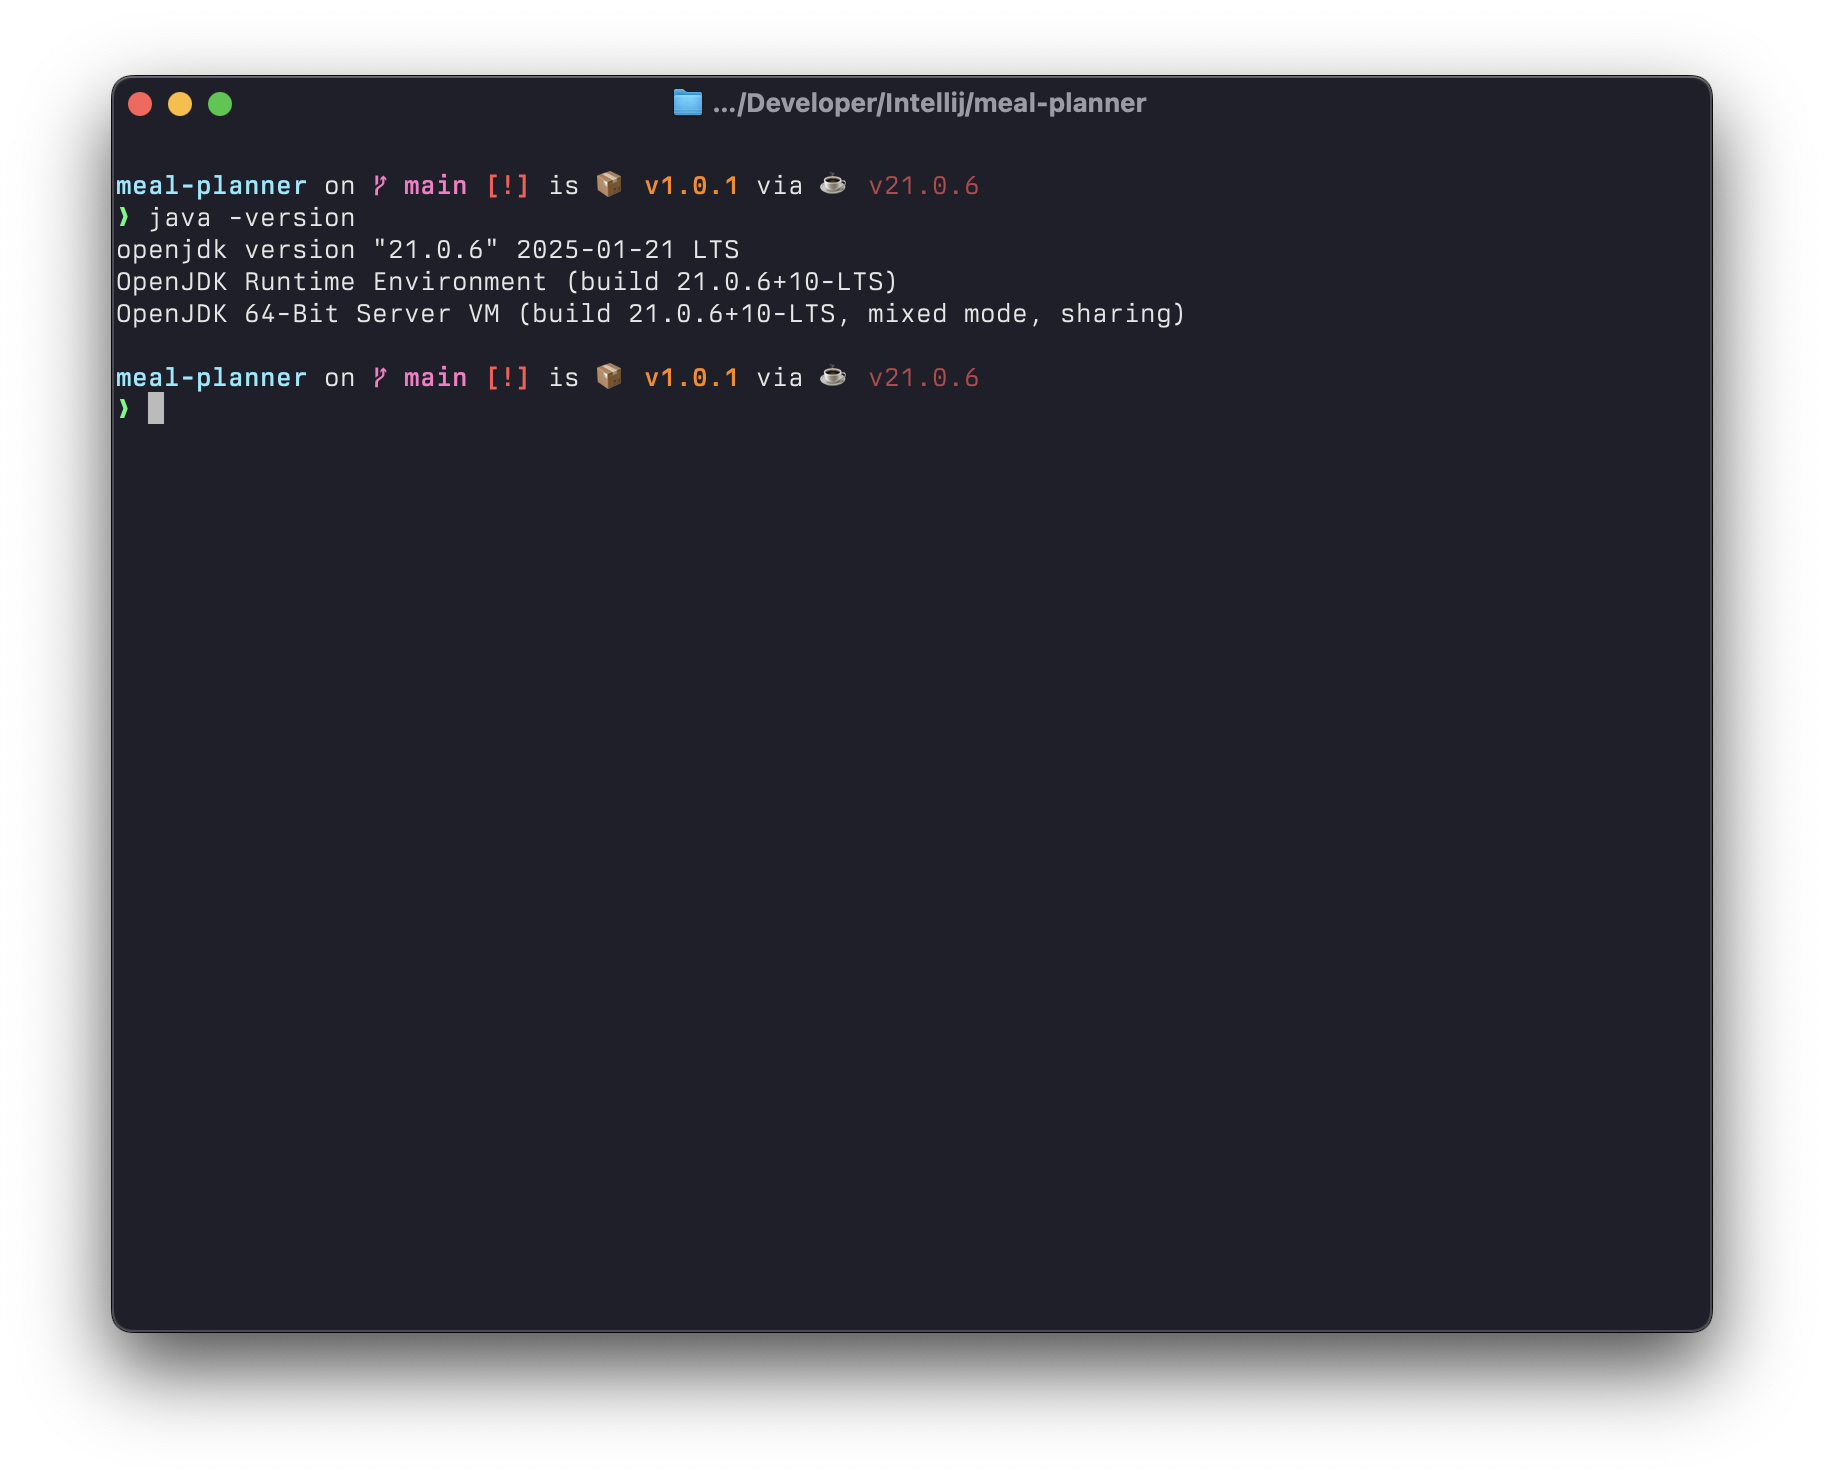 .../Developer/Intellij/meal-planner
meal-planner on main [!] is 📦 v1.0.1 via ☕ v21.0.6
❱ java -version
openjdk version "21.0.6" 2025-01-21 LTS
OpenJDK Runtime Environment (build 21.0.6+10-LTS)
OpenJDK 64-Bit Server VM (build 21.0.6+10-LTS, mixed mode, sharing)
meal-planner on main [!] is 📦 v1.0.1 via ☕ v21.0.6
❱